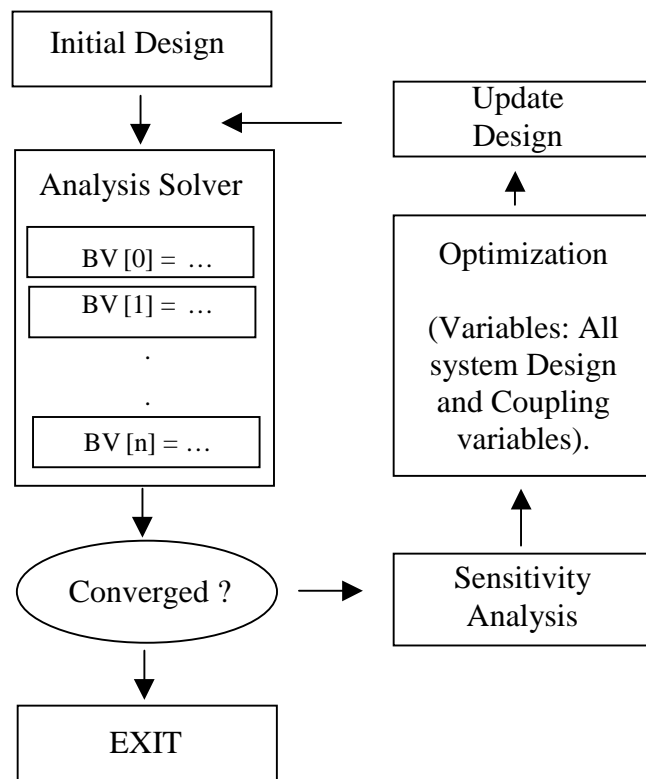 Initial Design
Analysis Solver
BV [0] = …
BV [1] = …
.
.
BV [n] = …
Converged ?
EXIT
Sensitivity
Analysis
Optimization
(Variables: All
system Design
and Coupling
variables).
Update
Design